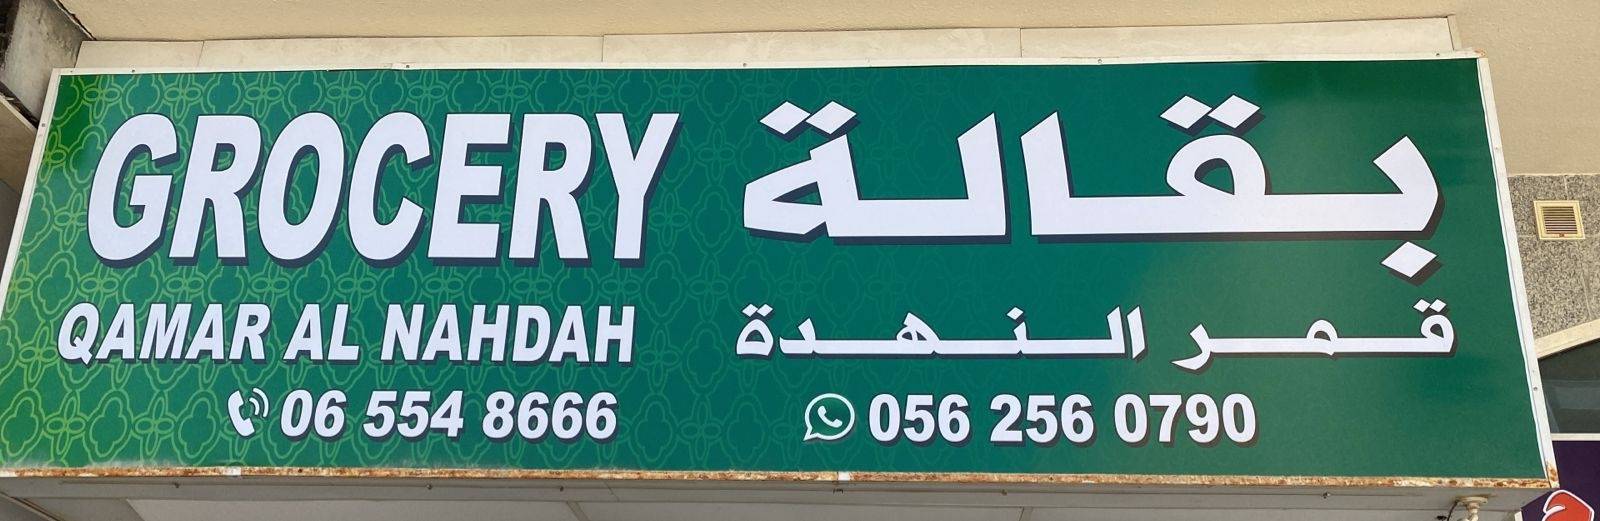 GROCERY
بقالة
QAMAR AL NAHDAH
قمر النهدة
06 554 8666
056 256 0790